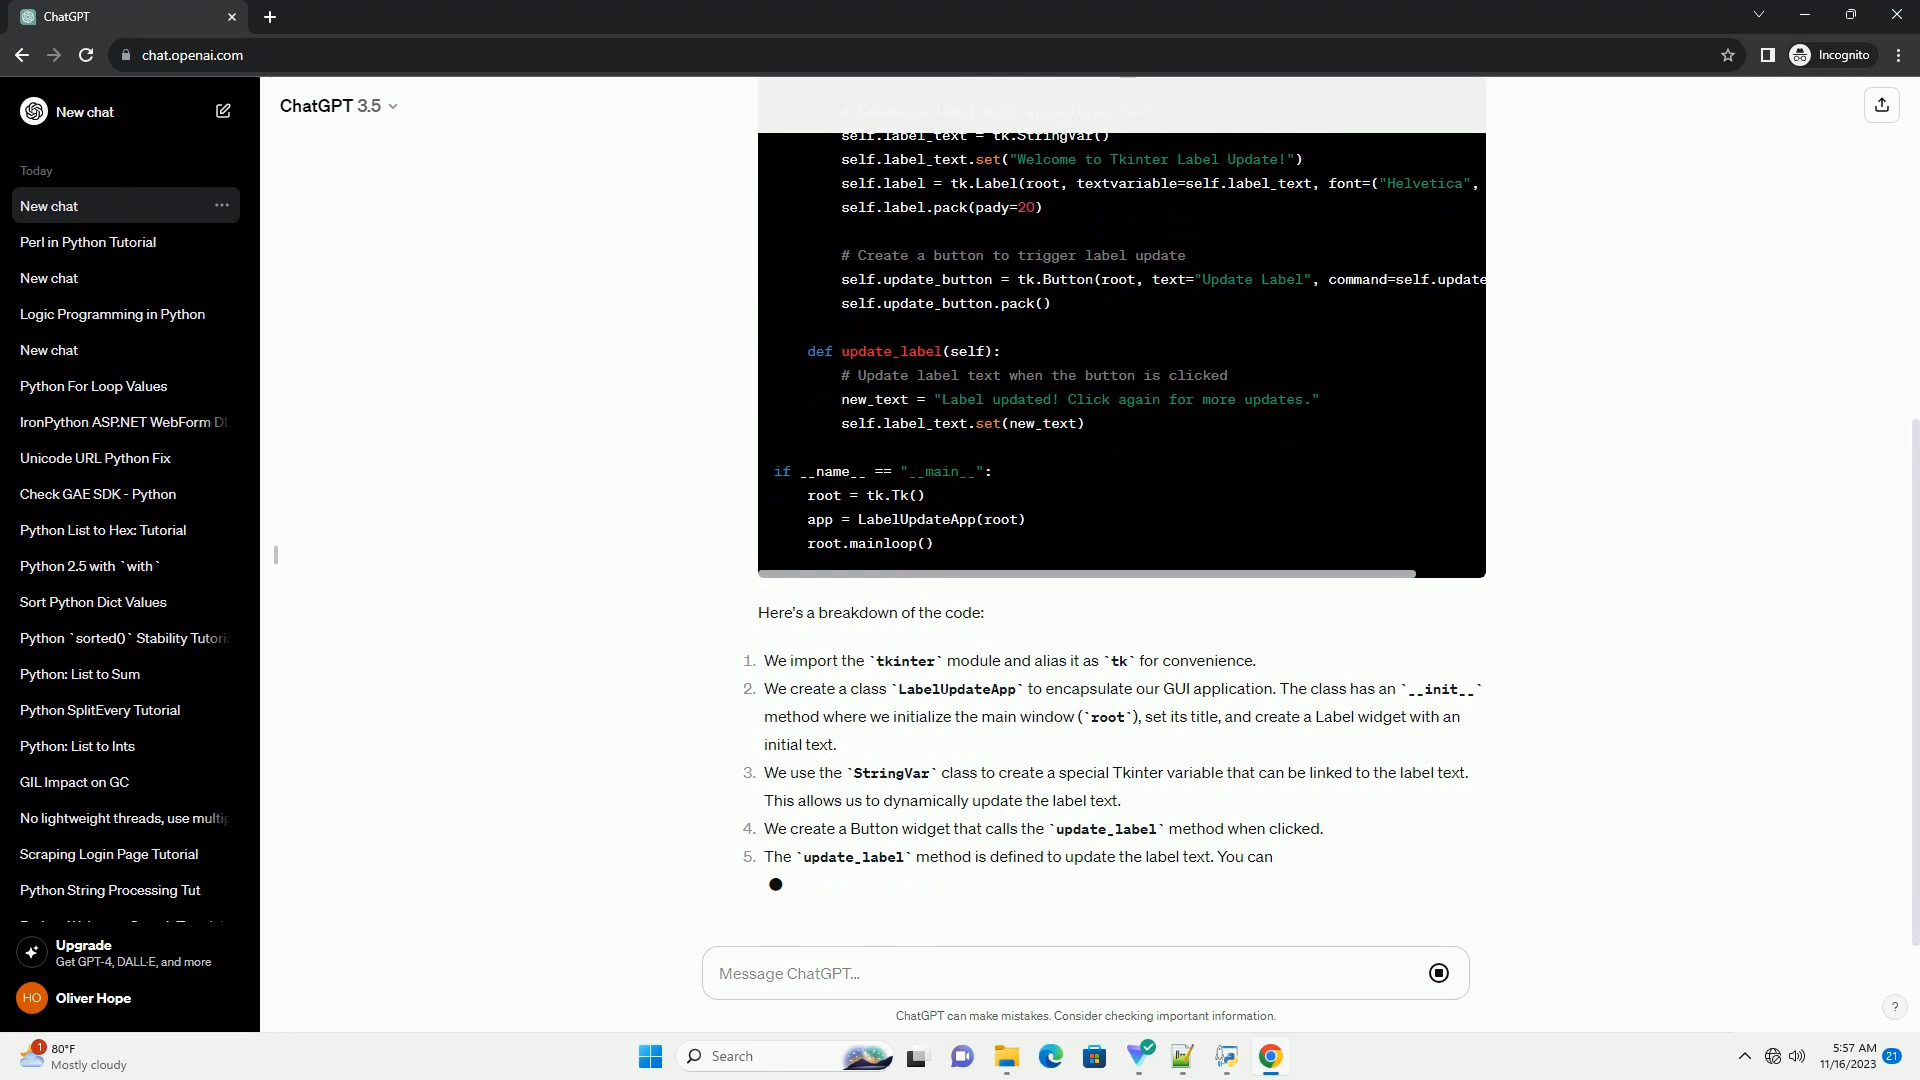 ChatGPT
chat.openai.com
Incognito
New chat
ChatGPT 3.5
Today
New chat
Perl in Python Tutorial
New chat
Logic Programming in Python
New chat
Python For Loop Values
IronPython ASP.NET WebForm DL
Unicode URL Python Fix
Check GAE SDK - Python
Python List to Hex: Tutorial
Python 2.5 with `with`
Sort Python Dict Values
Python `sorted()` Stability Tutoria
Python: List to Sum
Python SplitEvery Tutorial
Python: List to Ints
GIL Impact on GC
No lightweight threads, use multip
Scraping Login Page Tutorial
Python String Processing Tut
Upgrade
Get GPT-4, DALL·E, and more
HO Oliver Hope
self.label_text = tk.StringVar()
self.label_text.set("Welcome to Tkinter Label Update!")
self.label = tk.Label(root, textvariable=self.label_text, font=("Helvetica",
self.label.pack(pady=20)
# Create a button to trigger label update
self.update_button = tk.Button(root, text="Update Label", command=self.update
self.update_button.pack()
def update_label(self):
# Update label text when the button is clicked
new_text = "Label updated! Click again for more updates."
self.label_text.set(new_text)
if __name__ == "__main__":
root = tk.Tk()
app = LabelUpdateApp(root)
root.mainloop()
Here's a breakdown of the code:
1. We import the `tkinter` module and alias it as `tk` for convenience.
2. We create a class `LabelUpdateApp` to encapsulate our GUI application. The class has an `__init__`
method where we initialize the main window (`root`), set its title, and create a Label widget with an
initial text.
3. We use the `StringVar` class to create a special Tkinter variable that can be linked to the label text.
This allows us to dynamically update the label text.
4. We create a Button widget that calls the `update_label` method when clicked.
5. The `update_label` method is defined to update the label text. You can
Message ChatGPT...
ChatGPT can make mistakes. Consider checking important information.
?
1
80°F
Mostly cloudy
Search
5:57 AM
11/16/2023
21